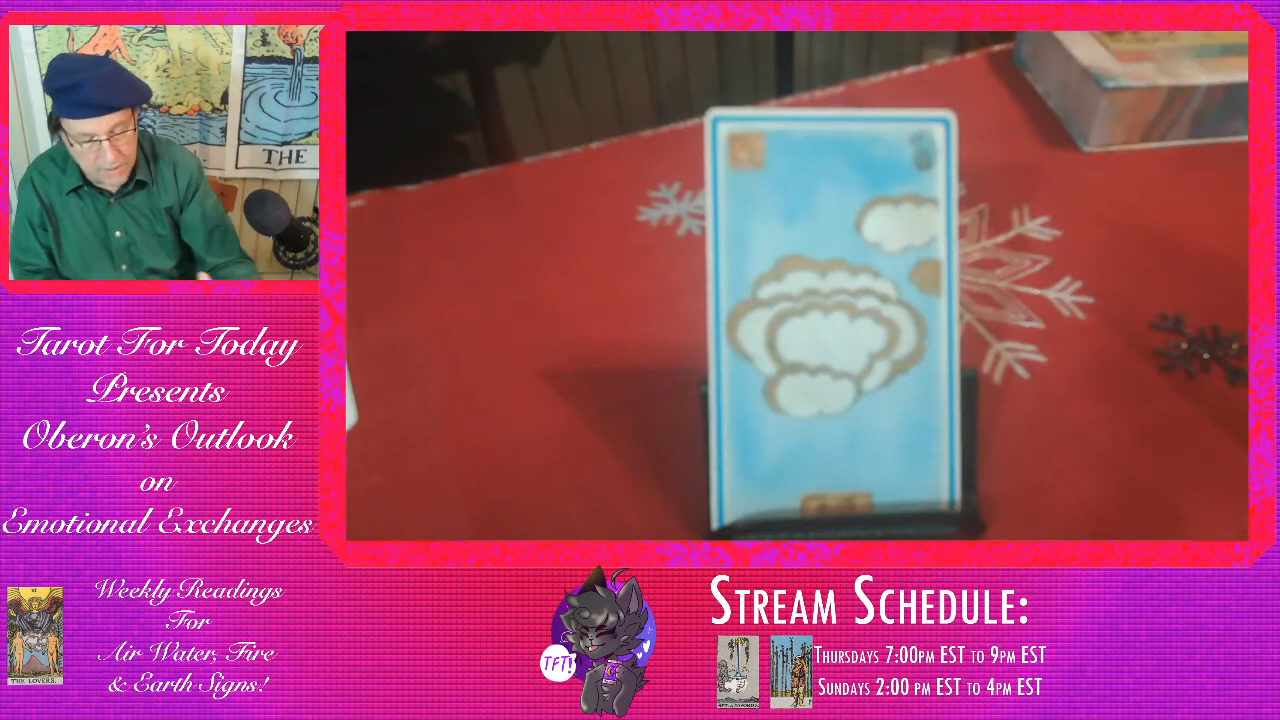 THE
Tarot For Today
Presents
Oberon's Outlook
on
Emotional Exchanges
Weekly Readings
For
Air Water, Fire
& Earth Signs!
VI
THE LOVERS.
TFT!
STREAM SCHEDULE:
THURSDAYS 7:00PM EST TO 9PM EST
SUNDAYS 2:00 PM EST TO 4PM EST